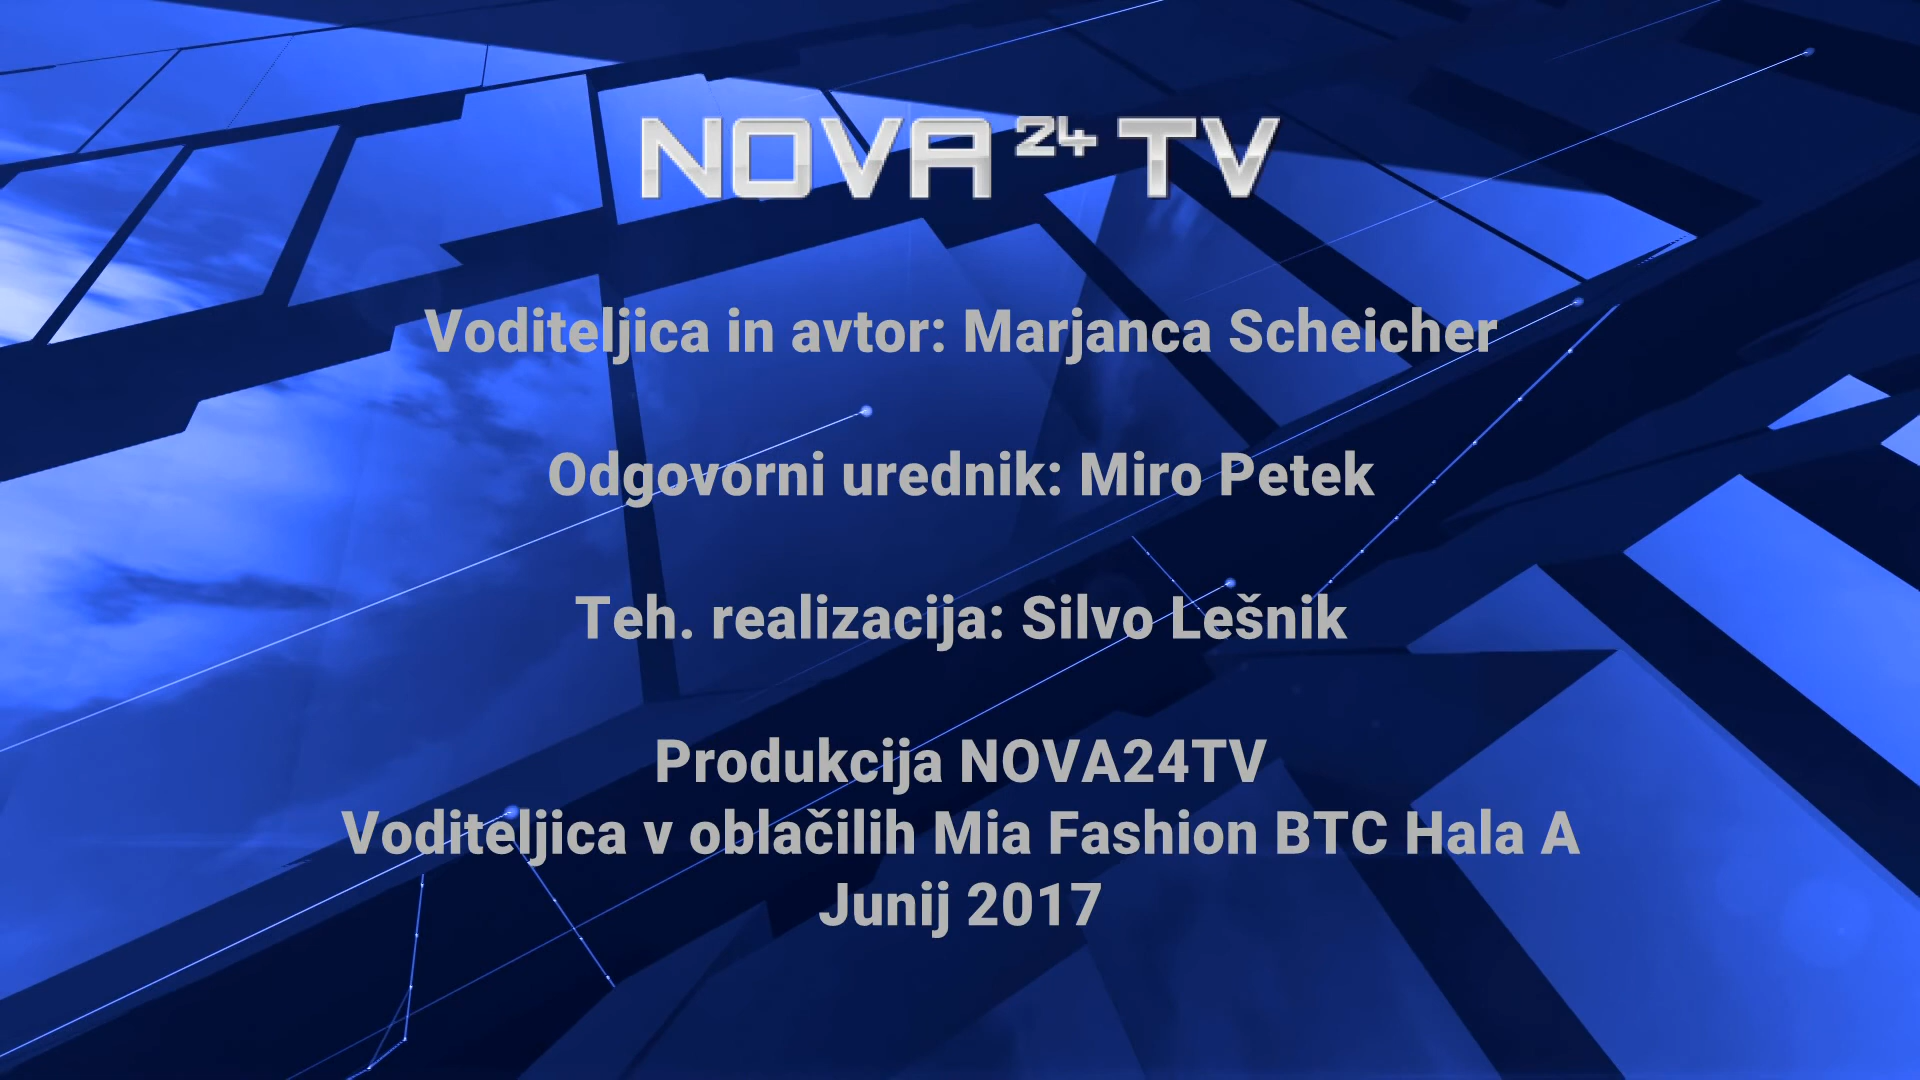 NOVA 24 TV
Voditeljica in avtor: Marjanca Scheicher
Odgovorni urednik: Miro Petek
Teh. realizacija: Silvo Lešnik
Produkcija NOVA24TV
Voditeljica v oblačilih Mia Fashion BTC Hala A
Junij 2017